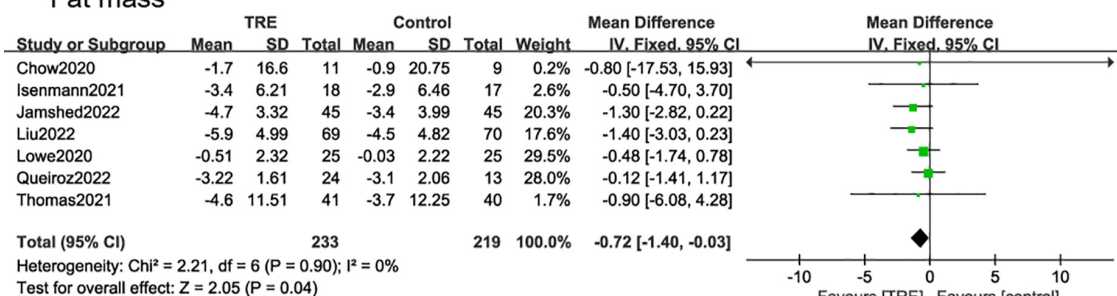 Fat mass
TRE Control Mean Difference Mean Difference
Study or Subgroup Mean SD Total Mean SD Total Weight IV, Fixed, 95% CI IV, Fixed, 95% CI
Chow2020 -1.7 16.6 11 -0.9 20.75 9 0.2% -0.80 [-17.53, 15.93]
Isenmann2021 -3.4 6.21 18 -2.9 6.46 17 2.6% -0.50 [-4.70, 3.70]
Jamshed2022 -4.7 3.32 45 -3.4 3.99 45 20.3% -1.30 [-2.82, 0.22]
Liu2022 -5.9 4.99 69 -4.5 4.82 70 17.6% -1.40 [-3.03, 0.23]
Lowe2020 -0.51 2.32 25 -0.03 2.22 25 29.5% -0.48 [-1.74, 0.78]
Queiroz2022 -3.22 1.61 24 -3.1 2.06 13 28.0% -0.12 [-1.41, 1.17]
Thomas2021 -4.6 11.51 41 -3.7 12.25 40 1.7% -0.90 [-6.08, 4.28]
Total (95% CI) 233 219 100.0% -0.72 [-1.40, -0.03]
Heterogeneity: Chi² = 2.21, df = 6 (P = 0.90); I² = 0%
Test for overall effect: Z = 2.05 (P = 0.04)
-10 -5 0 5 10
Favours [TRE] Favours [control]